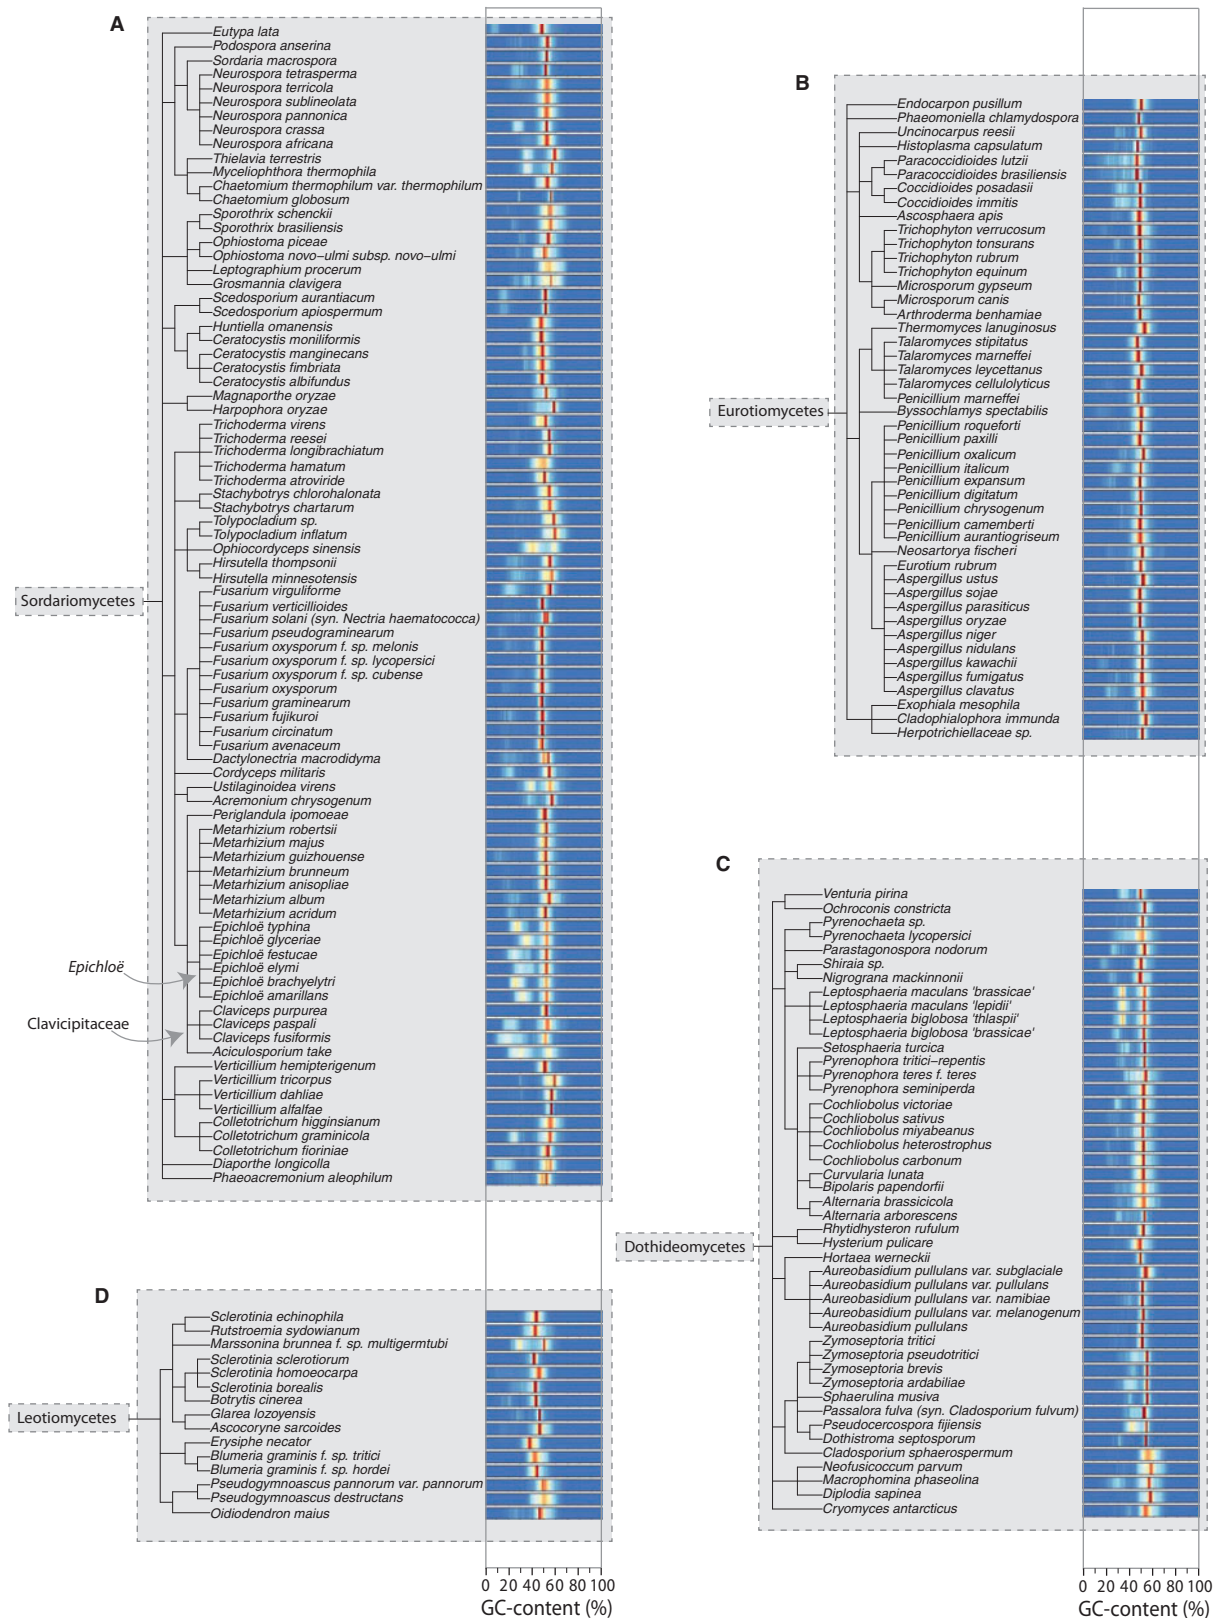 A
Eutypa lata
Podospora anserina
Sordaria macrospora
Neurospora tetrasperma
Neurospora terricola
Neurospora sublineolata
Neurospora pannonica
Neurospora crassa
Neurospora africana
Thielavia terrestris
Myceliophthora thermophila
Chaetomium thermophilum var. thermophilum
Chaetomium globosum
Sporothrix schenckii
Sporothrix brasiliensis
Ophiostoma piceae
Ophiostoma novo−ulmi subsp. novo−ulmi
Leptographium procerum
Grosmannia clavigera
Scedosporium aurantiacum
Scedosporium apiospermum
Huntiella omanensis
Ceratocystis moniliformis
Ceratocystis manginecans
Ceratocystis fimbriata
Ceratocystis albifundus
Magnaporthe oryzae
Harpophora oryzae
Trichoderma virens
Trichoderma reesei
Trichoderma longibrachiatum
Trichoderma hamatum
Trichoderma atroviride
Stachybotrys chlorohalonata
Stachybotrys chartarum
Tolypocladium sp.
Tolypocladium inflatum
Ophiocordyceps sinensis
Hirsutella thompsonii
Hirsutella minnesotensis
Fusarium virguliforme
Fusarium verticillioides
Fusarium solani (syn. Nectria haematococca)
Fusarium pseudograminearum
Fusarium oxysporum f. sp. melonis
Fusarium oxysporum f. sp. lycopersici
Fusarium oxysporum f. sp. cubense
Fusarium oxysporum
Fusarium graminearum
Fusarium fujikuroi
Fusarium circinatum
Fusarium avenaceum
Dactylonectria macrodidyma
Cordyceps militaris
Ustilaginoidea virens
Acremonium chrysogenum
Periglandula ipomoeae
Metarhizium robertsii
Metarhizium majus
Metarhizium guizhouense
Metarhizium brunneum
Metarhizium anisopliae
Metarhizium album
Metarhizium acridum
Epichloë typhina
Epichloë glyceriae
Epichloë festucae
Epichloë elymi
Epichloë brachyelytri
Epichloë amarillans
Claviceps purpurea
Claviceps paspali
Claviceps fusiformis
Aciculosporium take
Verticillium hemipterigenum
Verticillium tricorpus
Verticillium dahliae
Verticillium alfalfae
Colletotrichum higginsianum
Colletotrichum graminicola
Colletotrichum fioriniae
Diaporthe longicolla
Phaeoacremonium aleophilum
Sordariomycetes
Epichloë
Clavicipitaceae
D
Sclerotinia echinophila
Rutstroemia sydowianum
Marssonina brunnea f. sp. multigermtubi
Sclerotinia sclerotiorum
Sclerotinia homoeocarpa
Sclerotinia borealis
Botrytis cinerea
Glarea lozoyensis
Ascocoryne sarcoides
Erysiphe necator
Blumeria graminis f. sp. tritici
Blumeria graminis f. sp. hordei
Pseudogymnoascus pannorum var. pannorum
Pseudogymnoascus destructans
Oidiodendron maius
Leotiomycetes
0 20 40 60 80 100
GC-content (%)
B
Endocarpon pusillum
Phaeomoniella chlamydospora
Uncinocarpus reesii
Histoplasma capsulatum
Paracoccidioides lutzii
Paracoccidioides brasiliensis
Coccidioides posadasii
Coccidioides immitis
Ascosphaera apis
Trichophyton verrucosum
Trichophyton tonsurans
Trichophyton rubrum
Trichophyton equinum
Microsporum gypseum
Microsporum canis
Arthroderma benhamiae
Thermomyces lanuginosus
Talaromyces stipitatus
Talaromyces marneffei
Talaromyces leycettanus
Talaromyces cellulolyticus
Penicillium marneffei
Byssochlamys spectabilis
Penicillium roqueforti
Penicillium paxilli
Penicillium oxalicum
Penicillium italicum
Penicillium expansum
Penicillium digitatum
Penicillium chrysogenum
Penicillium camemberti
Penicillium aurantiogriseum
Neosartorya fischeri
Eurotium rubrum
Aspergillus ustus
Aspergillus sojae
Aspergillus parasiticus
Aspergillus oryzae
Aspergillus niger
Aspergillus nidulans
Aspergillus kawachii
Aspergillus fumigatus
Aspergillus clavatus
Exophiala mesophila
Cladophialophora immunda
Herpotrichiellaceae sp.
Eurotiomycetes
C
Venturia pirina
Ochroconis constricta
Pyrenochaeta sp.
Pyrenochaeta lycopersici
Parastagonospora nodorum
Shiraia sp.
Nigrograna mackinnonii
Leptosphaeria maculans 'brassicae'
Leptosphaeria maculans 'lepidii'
Leptosphaeria biglobosa 'thlaspii'
Leptosphaeria biglobosa 'brassicae'
Setosphaeria turcica
Pyrenophora tritici−repentis
Pyrenophora teres f. teres
Pyrenophora seminiperda
Cochliobolus victoriae
Cochliobolus sativus
Cochliobolus miyabeanus
Cochliobolus heterostrophus
Cochliobolus carbonum
Curvularia lunata
Bipolaris papendorfii
Alternaria brassicicola
Alternaria arborescens
Rhytidhysteron rufulum
Hysterium pulicare
Hortaea werneckii
Aureobasidium pullulans var. subglaciale
Aureobasidium pullulans var. pullulans
Aureobasidium pullulans var. namibiae
Aureobasidium pullulans var. melanogenum
Aureobasidium pullulans
Zymoseptoria tritici
Zymoseptoria pseudotritici
Zymoseptoria brevis
Zymoseptoria ardabiliae
Sphaerulina musiva
Passalora fulva (syn. Cladosporium fulvum)
Pseudocercospora fijiensis
Dothistroma septosporum
Cladosporium sphaerospermum
Neofusicoccum parvum
Macrophomina phaseolina
Diplodia sapinea
Cryomyces antarcticus
Dothideomycetes
0 20 40 60 80 100
GC-content (%)